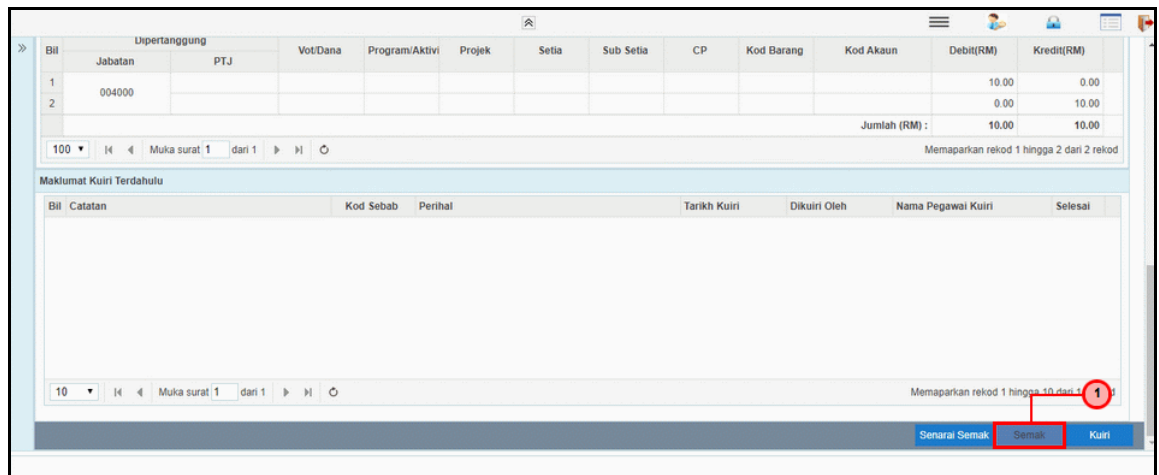 Bil Dipertanggung Vot/Dana Program/Aktivi Projek Setia Sub Setia CP Kod Barang Kod Akaun Debit(RM) Kredit(RM)
Jabatan PTJ
1 004000 10.00 0.00
2 0.00 10.00
Jumlah (RM) : 10.00 10.00
100 Muka surat 1 dari 1 Memaparkan rekod 1 hingga 2 dari 2 rekod
Maklumat Kuiri Terdahulu
Bil Catatan Kod Sebab Perihal Tarikh Kuiri Dikuiri Oleh Nama Pegawai Kuiri Selesai
10 Muka surat 1 dari 1 Memaparkan rekod 1 hingga 10 dari
1
Senarai Semak Semak Kuiri